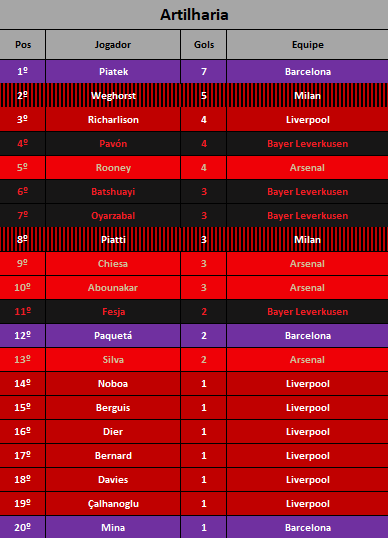 Artilharia
Pos Jogador Gols Equipe
1º Piatek 7 Barcelona
2º Weghorst 5 Milan
3º Richarlison 4 Liverpool
4º Pavón 4 Bayer Leverkusen
5º Rooney 4 Arsenal
6º Batshuayi 3 Bayer Leverkusen
7º Oyarzabal 3 Bayer Leverkusen
8º Piatti 3 Milan
9º Chiesa 3 Arsenal
10º Abounakar 3 Arsenal
11º Fesja 2 Bayer Leverkusen
12º Paquetá 2 Barcelona
13º Silva 2 Arsenal
14º Noboa 1 Liverpool
15º Berguis 1 Liverpool
16º Dier 1 Liverpool
17º Bernard 1 Liverpool
18º Davies 1 Liverpool
19º Çalhanoglu 1 Liverpool
20º Mina 1 Barcelona